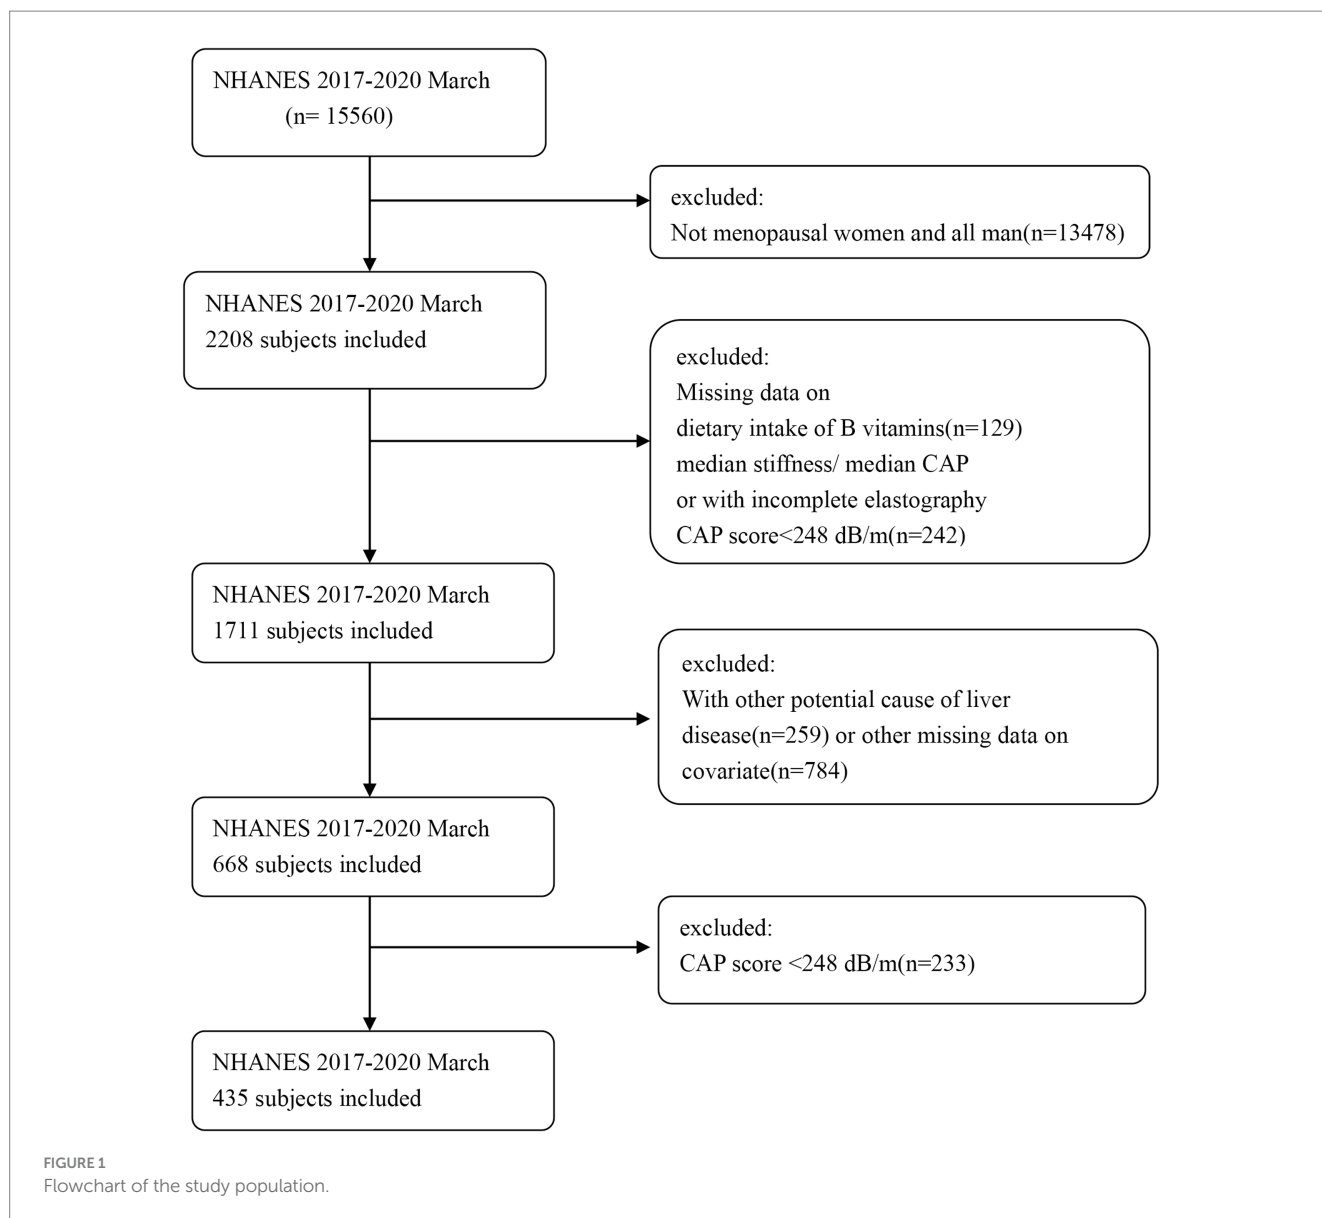 NHANES 2017-2020 March
(n= 15560)
excluded:
Not menopausal women and all man(n=13478)
NHANES 2017-2020 March
2208 subjects included
excluded:
Missing data on
dietary intake of B vitamins(n=129)
median stiffness/ median CAP
or with incomplete elastography
CAP score<248 dB/m(n=242)
NHANES 2017-2020 March
1711 subjects included
excluded:
With other potential cause of liver
disease(n=259) or other missing data on
covariate(n=784)
NHANES 2017-2020 March
668 subjects included
excluded:
CAP score <248 dB/m(n=233)
NHANES 2017-2020 March
435 subjects included
FIGURE 1
Flowchart of the study population.